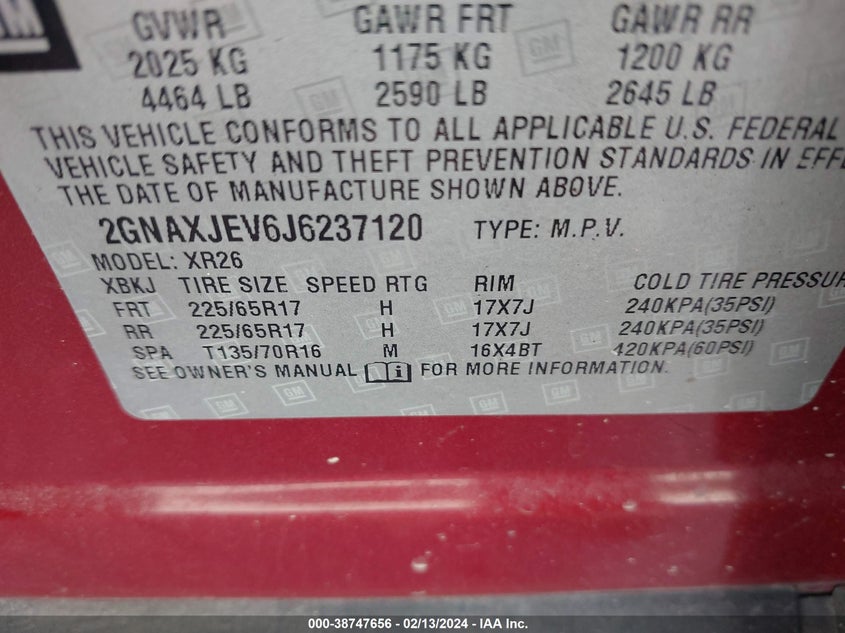 GM
GVWR GAWR FRT GAWR RR
2025 KG 1175 KG 1200 KG
4464 LB 2590 LB 2645 LB
THIS VEHICLE CONFORMS TO ALL APPLICABLE U.S. FEDERAL
VEHICLE SAFETY AND THEFT PREVENTION STANDARDS IN EFFE
THE DATE OF MANUFACTURE SHOWN ABOVE.
2GNAXJEV6J6237120 TYPE: M.P.V.
MODEL: XR26
XBKJ TIRE SIZE SPEED RTG RIM COLD TIRE PRESSUR
FRT 225/65R17 H 17X7J 240KPA(35PSI)
RR 225/65R17 H 17X7J 240KPA(35PSI)
SPA T135/70R16 M 16X4BT 420KPA(60PSI)
SEE OWNER'S MANUAL FOR MORE INFORMATION.
000-38747656 - 02/13/2024 - IAA Inc.